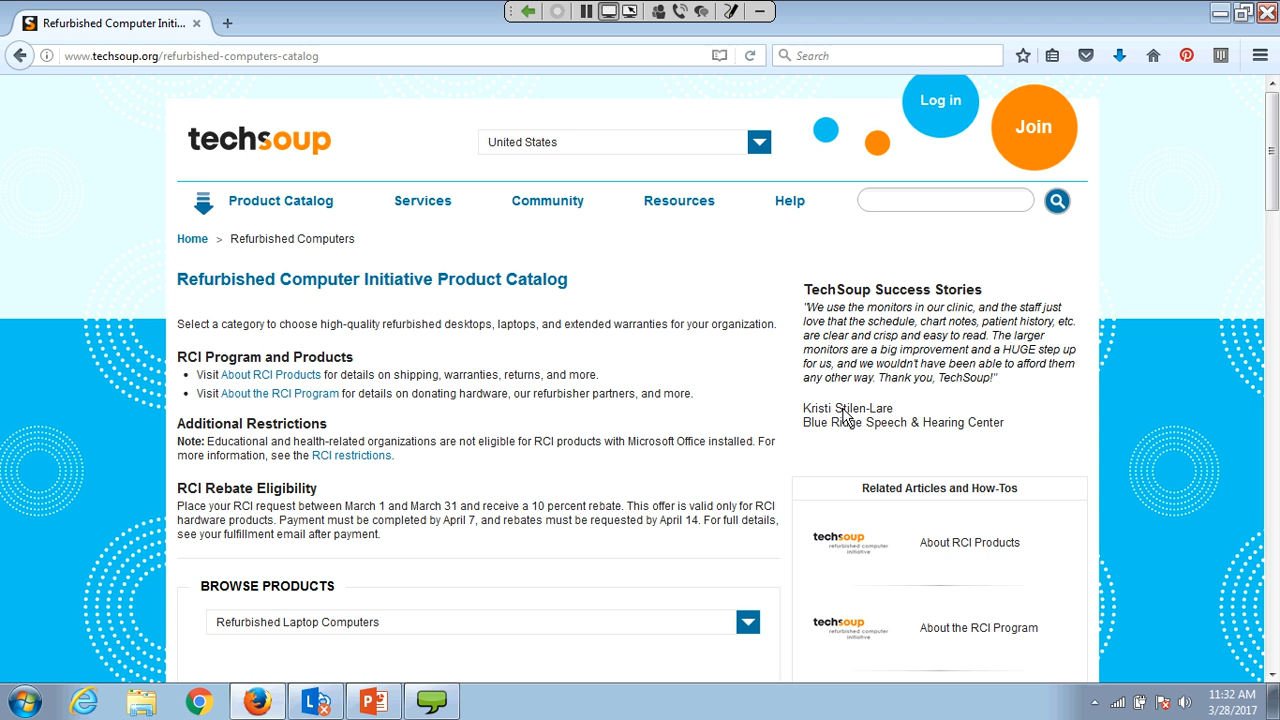 Refurbished Computer Initi...
www.techsoup.org/refurbished-computers-catalog
Search
Log in
Join
techsoup
United States
Product Catalog
Services
Community
Resources
Help
Home > Refurbished Computers
Refurbished Computer Initiative Product Catalog
Select a category to choose high-quality refurbished desktops, laptops, and extended warranties for your organization.
RCI Program and Products
• Visit About RCI Products for details on shipping, warranties, returns, and more.
• Visit About the RCI Program for details on donating hardware, our refurbisher partners, and more.
Additional Restrictions
Note: Educational and health-related organizations are not eligible for RCI products with Microsoft Office installed. For
more information, see the RCI restrictions.
RCI Rebate Eligibility
Place your RCI request between March 1 and March 31 and receive a 10 percent rebate. This offer is valid only for RCI
hardware products. Payment must be completed by April 7, and rebates must be requested by April 14. For full details,
see your fulfillment email after payment.
BROWSE PRODUCTS
Refurbished Laptop Computers
TechSoup Success Stories
"We use the monitors in our clinic, and the staff just
love that the schedule, chart notes, patient history, etc.
are clear and crisp and easy to read. The larger
monitors are a big improvement and a HUGE step up
for us, and we wouldn't have been able to afford them
any other way. Thank you, TechSoup!"
Kristi Stilen-Lare
Blue Ridge Speech & Hearing Center
Related Articles and How-Tos
techsoup
refurbished computer
initiative
About RCI Products
techsoup
refurbished computer
initiative
About the RCI Program
11:32 AM
3/28/2017